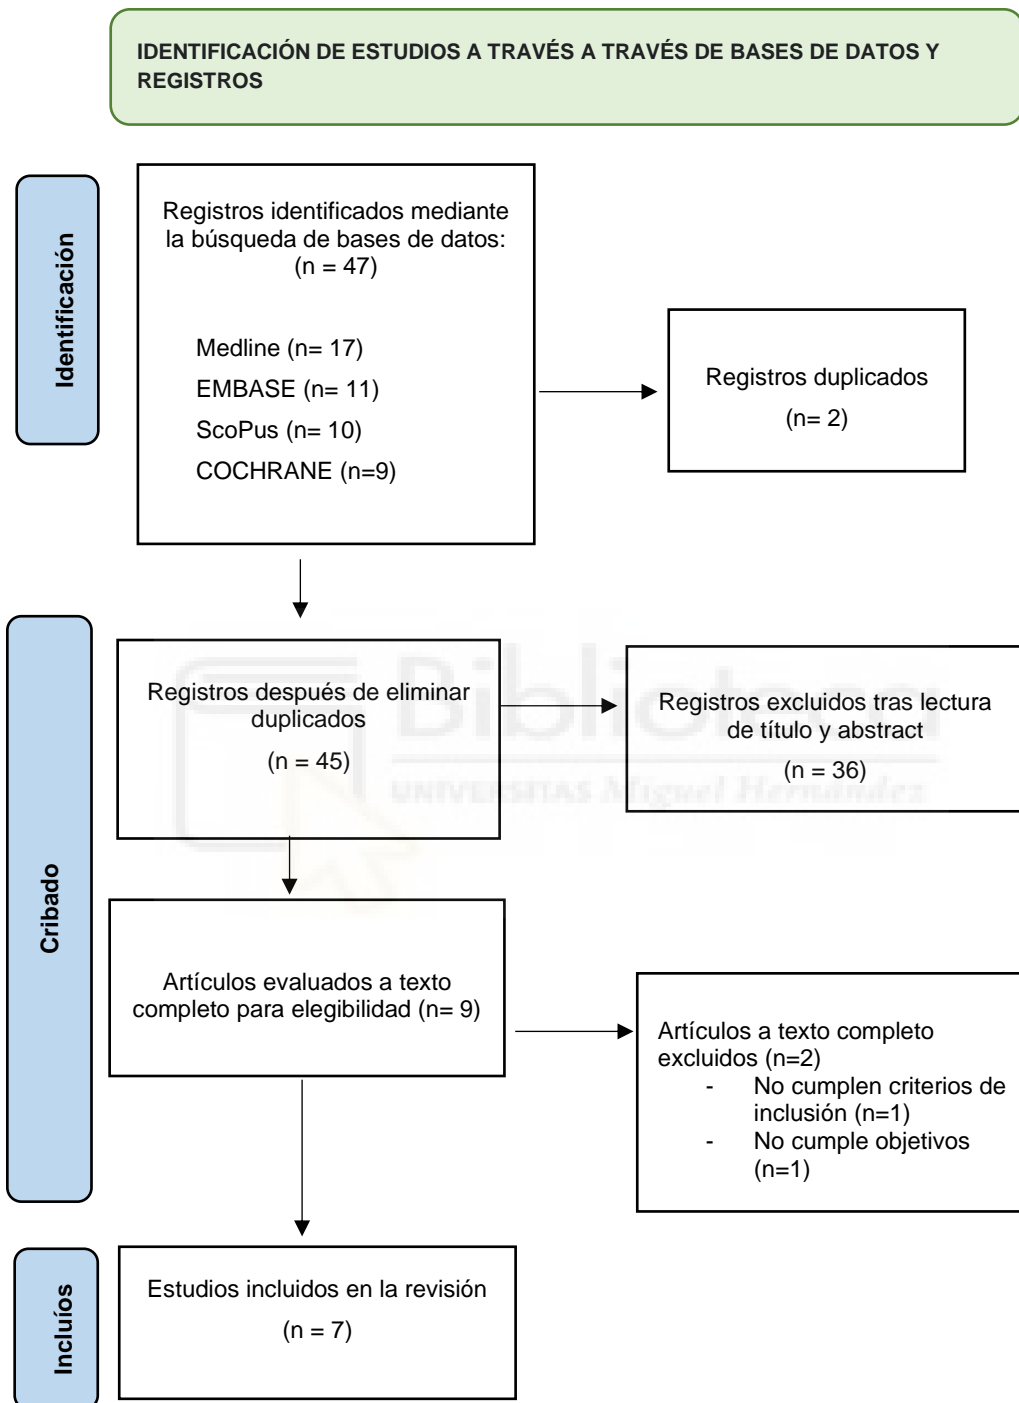 IDENTIFICACIÓN DE ESTUDIOS A TRAVÉS A TRAVÉS DE BASES DE DATOS Y
REGISTROS
Identificación
Registros identificados mediante
la búsqueda de bases de datos:
(n = 47)
Medline (n= 17)
EMBASE (n= 11)
ScoPus (n= 10)
COCHRANE (n=9)
Registros duplicados
(n= 2)
Cribado
Registros después de eliminar
duplicados
(n = 45)
Registros excluidos tras lectura
de título y abstract
(n = 36)
Biblioteca
UNIVERSITAS Miguel Hernández
Artículos evaluados a texto
completo para elegibilidad (n= 9)
Artículos a texto completo
excluidos (n=2)
- No cumplen criterios de
inclusión (n=1)
- No cumple objetivos
(n=1)
Incluíos
Estudios incluidos en la revisión
(n = 7)